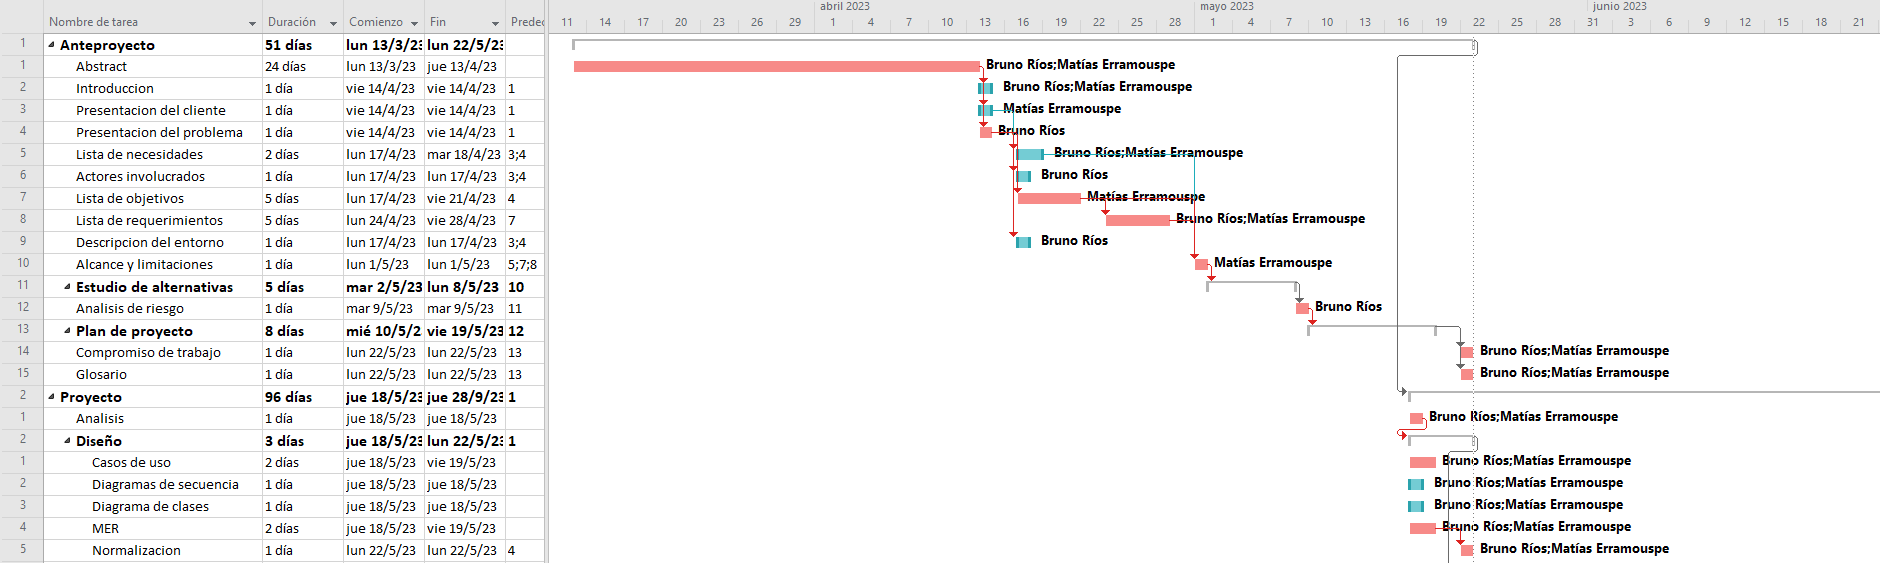 abril 2023 mayo 2023 junio 2023
Nombre de tarea Duración Comienzo Fin Predec 11 14 17 20 23 26 29 1 4 7 10 13 16 19 22 25 28 1 4 7 10 13 16 19 22 25 28 31 3 6 9 12 15 18 21
1 Anteproyecto 51 días lun 13/3/23 lun 22/5/23
1 Abstract 24 días lun 13/3/23 jue 13/4/23 Bruno Ríos;Matías Erramouspe
2 Introduccion 1 día vie 14/4/23 vie 14/4/23 1 Bruno Ríos;Matías Erramouspe
3 Presentacion del cliente 1 día vie 14/4/23 vie 14/4/23 1 Matías Erramouspe
4 Presentacion del problema 1 día vie 14/4/23 vie 14/4/23 1 Bruno Ríos
5 Lista de necesidades 2 días lun 17/4/23 mar 18/4/23 3;4 Bruno Ríos;Matías Erramouspe
6 Actores involucrados 1 día lun 17/4/23 lun 17/4/23 3;4 Bruno Ríos
7 Lista de objetivos 5 días lun 17/4/23 vie 21/4/23 4 Matías Erramouspe
8 Lista de requerimientos 5 días lun 24/4/23 vie 28/4/23 7 Bruno Ríos;Matías Erramouspe
9 Descripcion del entorno 1 día lun 17/4/23 lun 17/4/23 3;4 Bruno Ríos
10 Alcance y limitaciones 1 día lun 1/5/23 lun 1/5/23 5;7;8 Matías Erramouspe
11 Estudio de alternativas 5 días mar 2/5/23 lun 8/5/23 10
12 Analisis de riesgo 1 día mar 9/5/23 mar 9/5/23 11 Bruno Ríos
13 Plan de proyecto 8 días mié 10/5/2 vie 19/5/23 12
14 Compromiso de trabajo 1 día lun 22/5/23 lun 22/5/23 13 Bruno Ríos;Matías Erramouspe
15 Glosario 1 día lun 22/5/23 lun 22/5/23 13 Bruno Ríos;Matías Erramouspe
2 Proyecto 96 días jue 18/5/23 jue 28/9/23 1
1 Analisis 1 día jue 18/5/23 jue 18/5/23 Bruno Ríos;Matías Erramouspe
2 Diseño 3 días jue 18/5/23 lun 22/5/23 1
1 Casos de uso 2 días jue 18/5/23 vie 19/5/23 Bruno Ríos;Matías Erramouspe
2 Diagramas de secuencia 1 día jue 18/5/23 jue 18/5/23 Bruno Ríos;Matías Erramouspe
3 Diagrama de clases 1 día jue 18/5/23 jue 18/5/23 Bruno Ríos;Matías Erramouspe
4 MER 2 días jue 18/5/23 vie 19/5/23 Bruno Ríos;Matías Erramouspe
5 Normalizacion 1 día lun 22/5/23 lun 22/5/23 4 Bruno Ríos;Matías Erramouspe